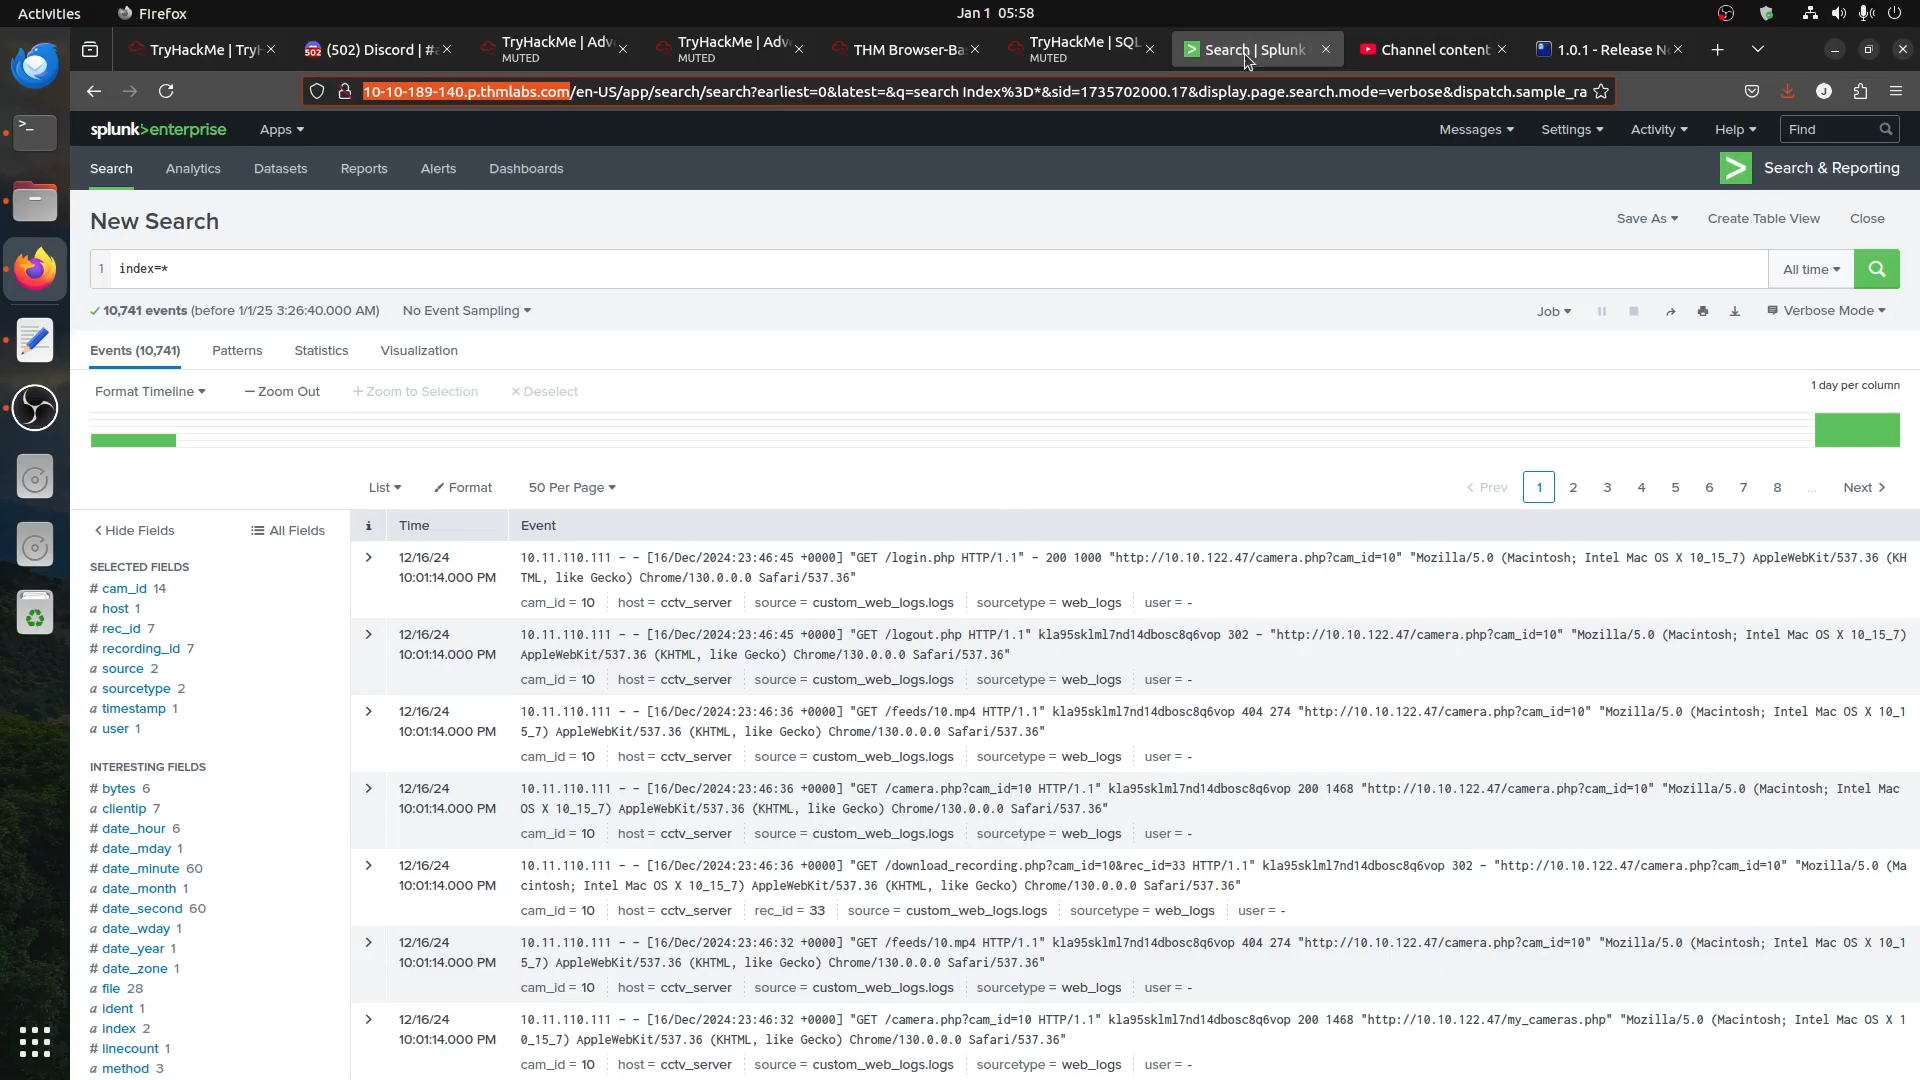 Activities Firefox Jan 1 05:58
TryHackMe | TryH (502) Discord | #a TryHackMe | Adve MUTED TryHackMe | Adve MUTED THM Browser-Ba TryHackMe | SQL MUTED Search | Splunk Channel content 1.0.1 - Release N
10-10-189-140.p.thmlabs.com/en-US/app/search/search?earliest=0&latest=&q=search Index%3D*&sid=1735702000.17&display.page.search.mode=verbose&dispatch.sample_ra
splunk>enterprise Apps Messages Settings Activity Help Find
Search Analytics Datasets Reports Alerts Dashboards Search & Reporting
New Search Save As Create Table View Close
1 index=* All time
10,741 events (before 1/1/25 3:26:40.000 AM) No Event Sampling Job Verbose Mode
Events (10,741) Patterns Statistics Visualization
Format Timeline — Zoom Out + Zoom to Selection × Deselect 1 day per column
List Format 50 Per Page < Prev 1 2 3 4 5 6 7 8 ... Next >
< Hide Fields All Fields
SELECTED FIELDS
# cam_id 14
a host 1
# rec_id 7
# recording_id 7
a source 2
a sourcetype 2
a timestamp 1
a user 1
INTERESTING FIELDS
# bytes 6
a clientip 7
# date_hour 6
# date_mday 1
# date_minute 60
a date_month 1
# date_second 60
a date_wday 1
# date_year 1
# date_zone 1
a file 28
a ident 1
a index 2
# linecount 1
a method 3
i Time Event
12/16/24 10.11.110.111 - - [16/Dec/2024:23:46:45 +0000] "GET /login.php HTTP/1.1" - 200 1000 "http://10.10.122.47/camera.php?cam_id=10" "Mozilla/5.0 (Macintosh; Intel Mac OS X 10_15_7) AppleWebKit/537.36 (KH
10:01:14.000 PM TML, like Gecko) Chrome/130.0.0.0 Safari/537.36"
cam_id = 10 host = cctv_server source = custom_web_logs.logs sourcetype = web_logs user = -
12/16/24 10.11.110.111 - - [16/Dec/2024:23:46:45 +0000] "GET /logout.php HTTP/1.1" kla95sklml7nd14dbosc8q6vop 302 - "http://10.10.122.47/camera.php?cam_id=10" "Mozilla/5.0 (Macintosh; Intel Mac OS X 10_15_7)
10:01:14.000 PM AppleWebKit/537.36 (KHTML, like Gecko) Chrome/130.0.0.0 Safari/537.36"
cam_id = 10 host = cctv_server source = custom_web_logs.logs sourcetype = web_logs user = -
12/16/24 10.11.110.111 - - [16/Dec/2024:23:46:36 +0000] "GET /feeds/10.mp4 HTTP/1.1" kla95sklml7nd14dbosc8q6vop 404 274 "http://10.10.122.47/camera.php?cam_id=10" "Mozilla/5.0 (Macintosh; Intel Mac OS X 10_1
10:01:14.000 PM 5_7) AppleWebKit/537.36 (KHTML, like Gecko) Chrome/130.0.0.0 Safari/537.36"
cam_id = 10 host = cctv_server source = custom_web_logs.logs sourcetype = web_logs user = -
12/16/24 10.11.110.111 - - [16/Dec/2024:23:46:36 +0000] "GET /camera.php?cam_id=10 HTTP/1.1" kla95sklml7nd14dbosc8q6vop 200 1468 "http://10.10.122.47/camera.php?cam_id=10" "Mozilla/5.0 (Macintosh; Intel Mac
10:01:14.000 PM OS X 10_15_7) AppleWebKit/537.36 (KHTML, like Gecko) Chrome/130.0.0.0 Safari/537.36"
cam_id = 10 host = cctv_server source = custom_web_logs.logs sourcetype = web_logs user = -
12/16/24 10.11.110.111 - - [16/Dec/2024:23:46:36 +0000] "GET /download_recording.php?cam_id=10&rec_id=33 HTTP/1.1" kla95sklml7nd14dbosc8q6vop 302 - "http://10.10.122.47/camera.php?cam_id=10" "Mozilla/5.0 (Ma
10:01:14.000 PM cintosh; Intel Mac OS X 10_15_7) AppleWebKit/537.36 (KHTML, like Gecko) Chrome/130.0.0.0 Safari/537.36"
cam_id = 10 host = cctv_server rec_id = 33 source = custom_web_logs.logs sourcetype = web_logs user = -
12/16/24 10.11.110.111 - - [16/Dec/2024:23:46:32 +0000] "GET /feeds/10.mp4 HTTP/1.1" kla95sklml7nd14dbosc8q6vop 404 274 "http://10.10.122.47/camera.php?cam_id=10" "Mozilla/5.0 (Macintosh; Intel Mac OS X 10_1
10:01:14.000 PM 5_7) AppleWebKit/537.36 (KHTML, like Gecko) Chrome/130.0.0.0 Safari/537.36"
cam_id = 10 host = cctv_server source = custom_web_logs.logs sourcetype = web_logs user = -
12/16/24 10.11.110.111 - - [16/Dec/2024:23:46:32 +0000] "GET /camera.php?cam_id=10 HTTP/1.1" kla95sklml7nd14dbosc8q6vop 200 1468 "http://10.10.122.47/my_cameras.php" "Mozilla/5.0 (Macintosh; Intel Mac OS X 1
10:01:14.000 PM 0_15_7) AppleWebKit/537.36 (KHTML, like Gecko) Chrome/130.0.0.0 Safari/537.36"
cam_id = 10 host = cctv_server source = custom_web_logs.logs sourcetype = web_logs user = -